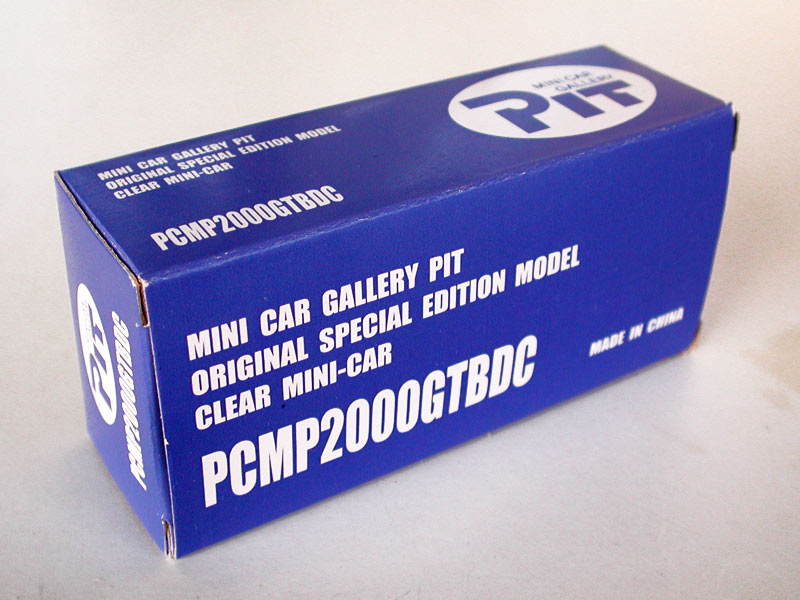 MINI CAR GALLERY PIT
ORIGINAL SPECIAL EDITION MODEL
CLEAR MINI-CAR
PCMP2000GTBDC
MINI CAR
GALLERY
PIT
MINI CAR GALLERY PIT
ORIGINAL SPECIAL EDITION MODEL
CLEAR MINI-CAR
PCMP2000GTBDC
MADE IN CHINA
PIT
PCMP2000GTBDC